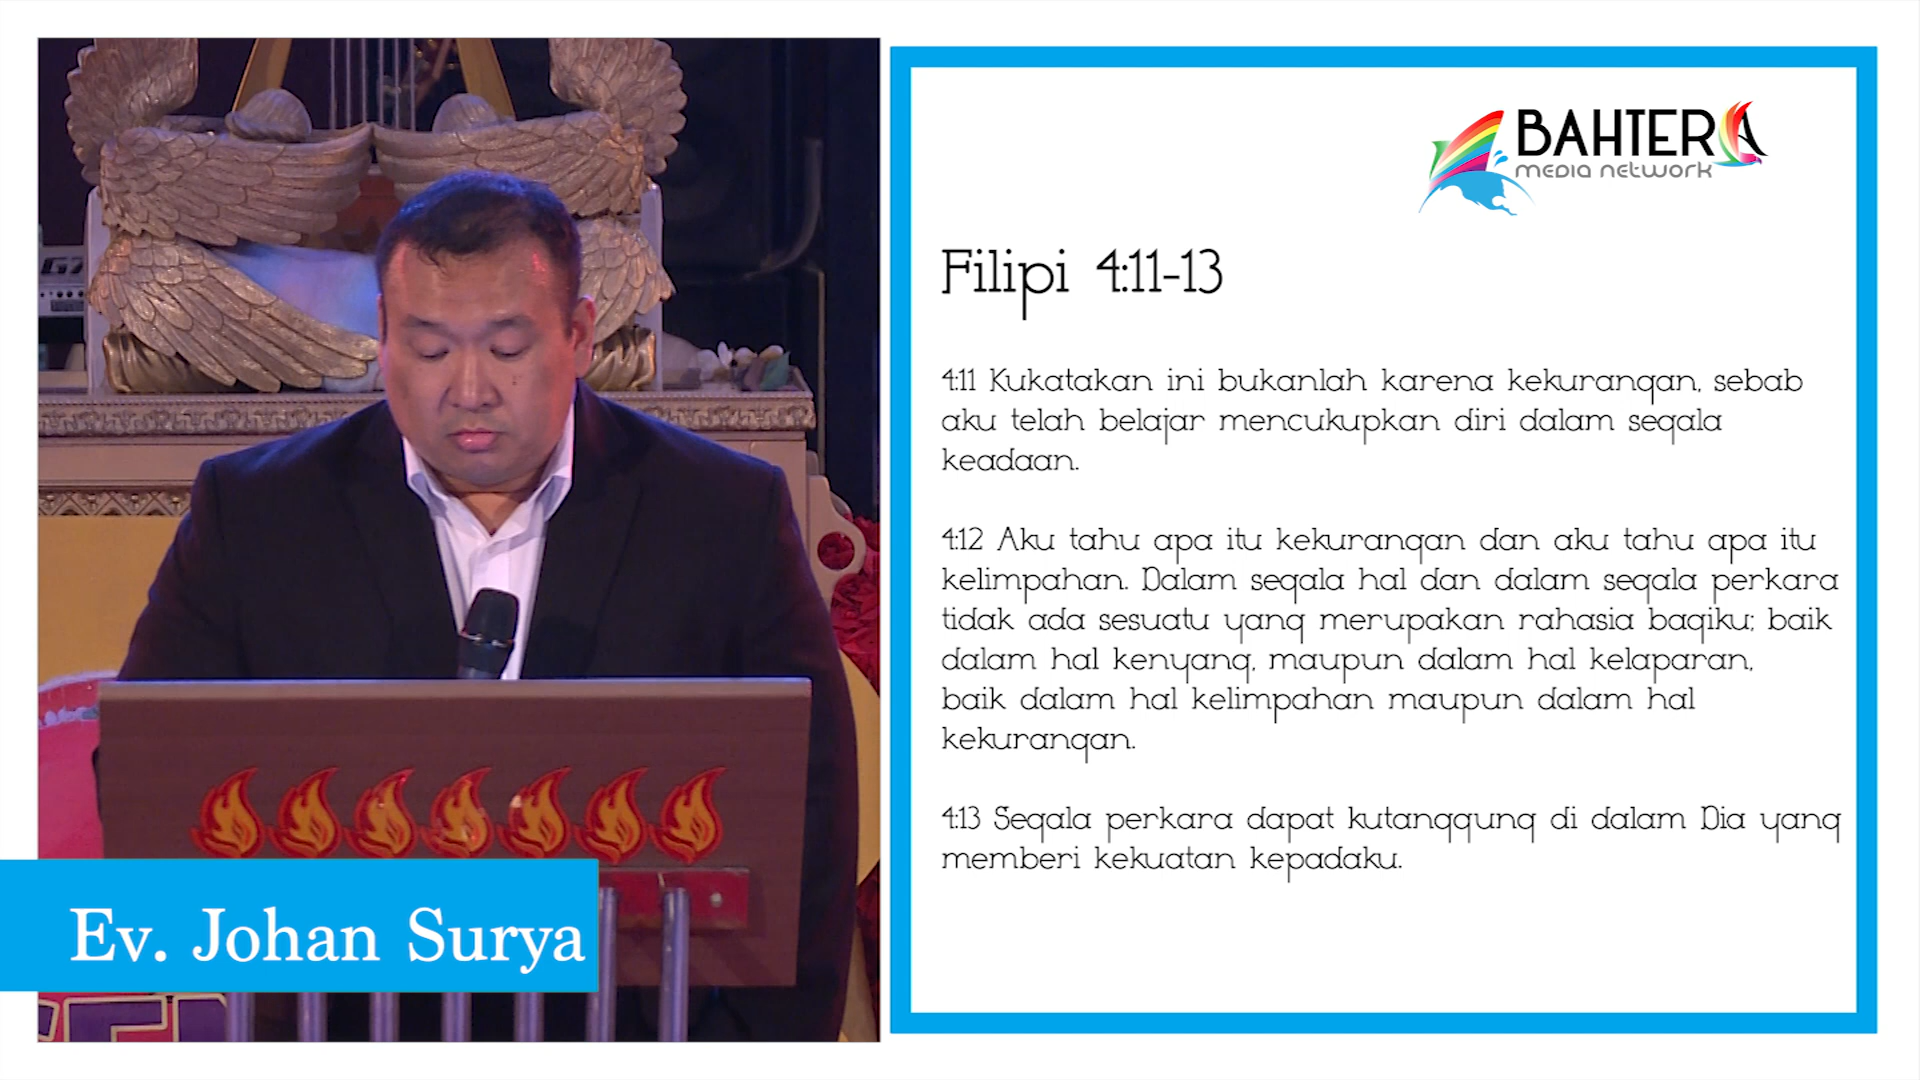 BAHTERA
MEDIA NETWORK
Filipi 4:11-13
4:11 Kukatakan ini bukanlah karena kekurangan, sebab
aku telah belajar mencukupkan diri dalam segala
keadaan.
4:12 Aku tahu apa itu kekurangan dan aku tahu apa itu
kelimpahan. Dalam segala hal dan dalam segala perkara
tidak ada sesuatu yang merupakan rahasia bagiku; baik
dalam hal kenyang, maupun dalam hal kelaparan,
baik dalam hal kelimpahan maupun dalam hal
kekurangan.
4:13 Segala perkara dapat kutanggung di dalam Dia yang
memberi kekuatan kepadaku.
Ev. Johan Surya